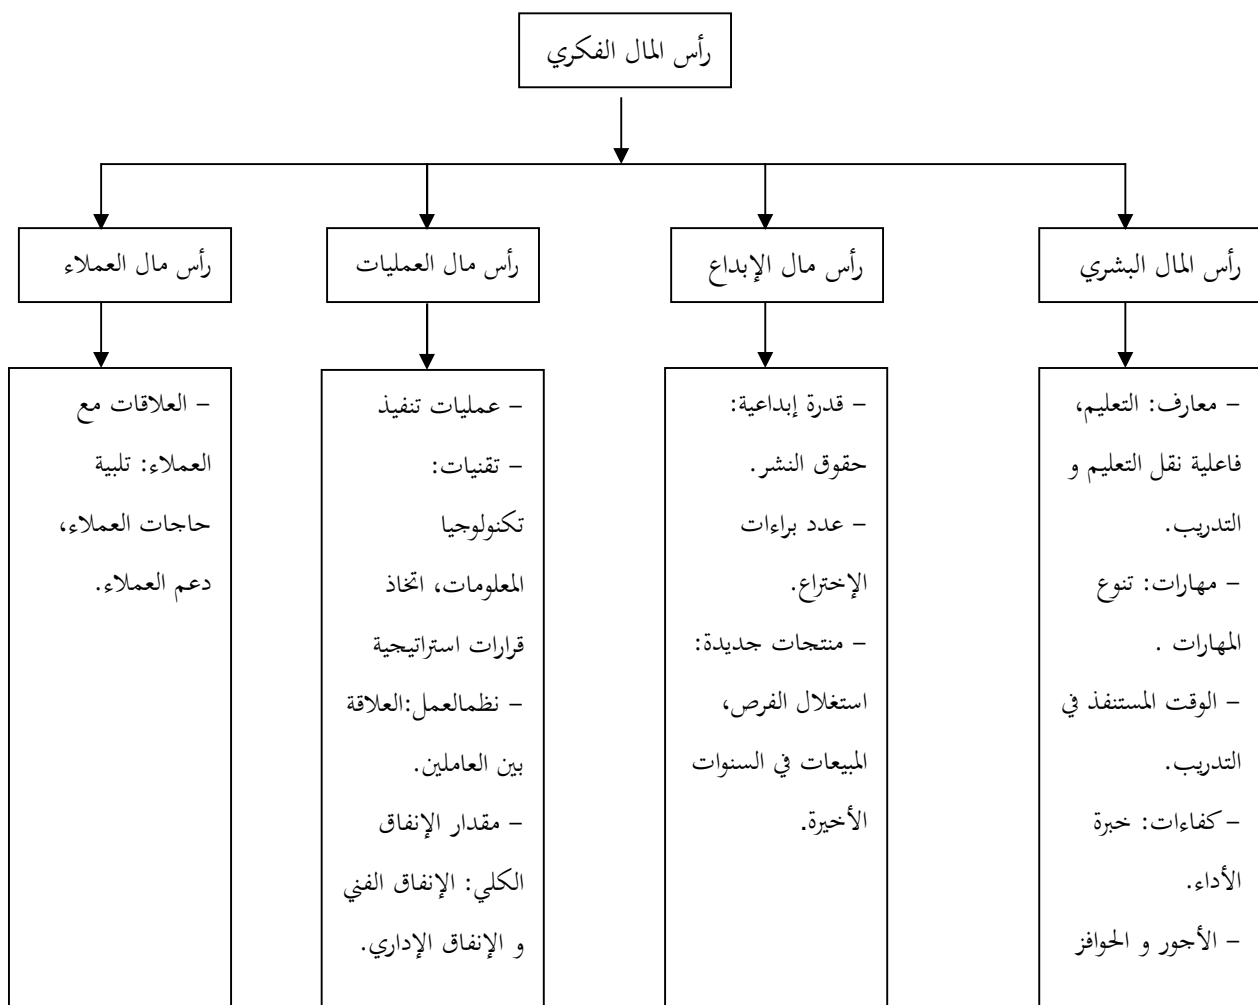 رأس المال الفكري
رأس المال البشري
رأس مال الإبداع
رأس مال العمليات
رأس مال العملاء
– معارف: التعليم،
فاعلية نقل التعليم و
التدريب.
– مهارات: تنوع
المهارات .
– الوقت المستنفذ في
التدريب.
– كفاءات: خبرة
الأداء.
– الأجور و الحوافز
– قدرة إبداعية:
حقوق النشر.
– عدد براءات
الإختراع.
– منتجات جديدة:
استغلال الفرص،
المبيعات في السنوات
الأخيرة.
– عمليات تنفيذ
– تقنيات:
تكنولوجيا
المعلومات، اتخاذ
قرارات استراتيجية
– نظمالعمل:العلاقة
بين العاملين.
– مقدار الإنفاق
الكلي: الإنفاق الفني
و الإنفاق الإداري.
– العلاقات مع
العملاء: تلبية
حاجات العملاء،
دعم العملاء.